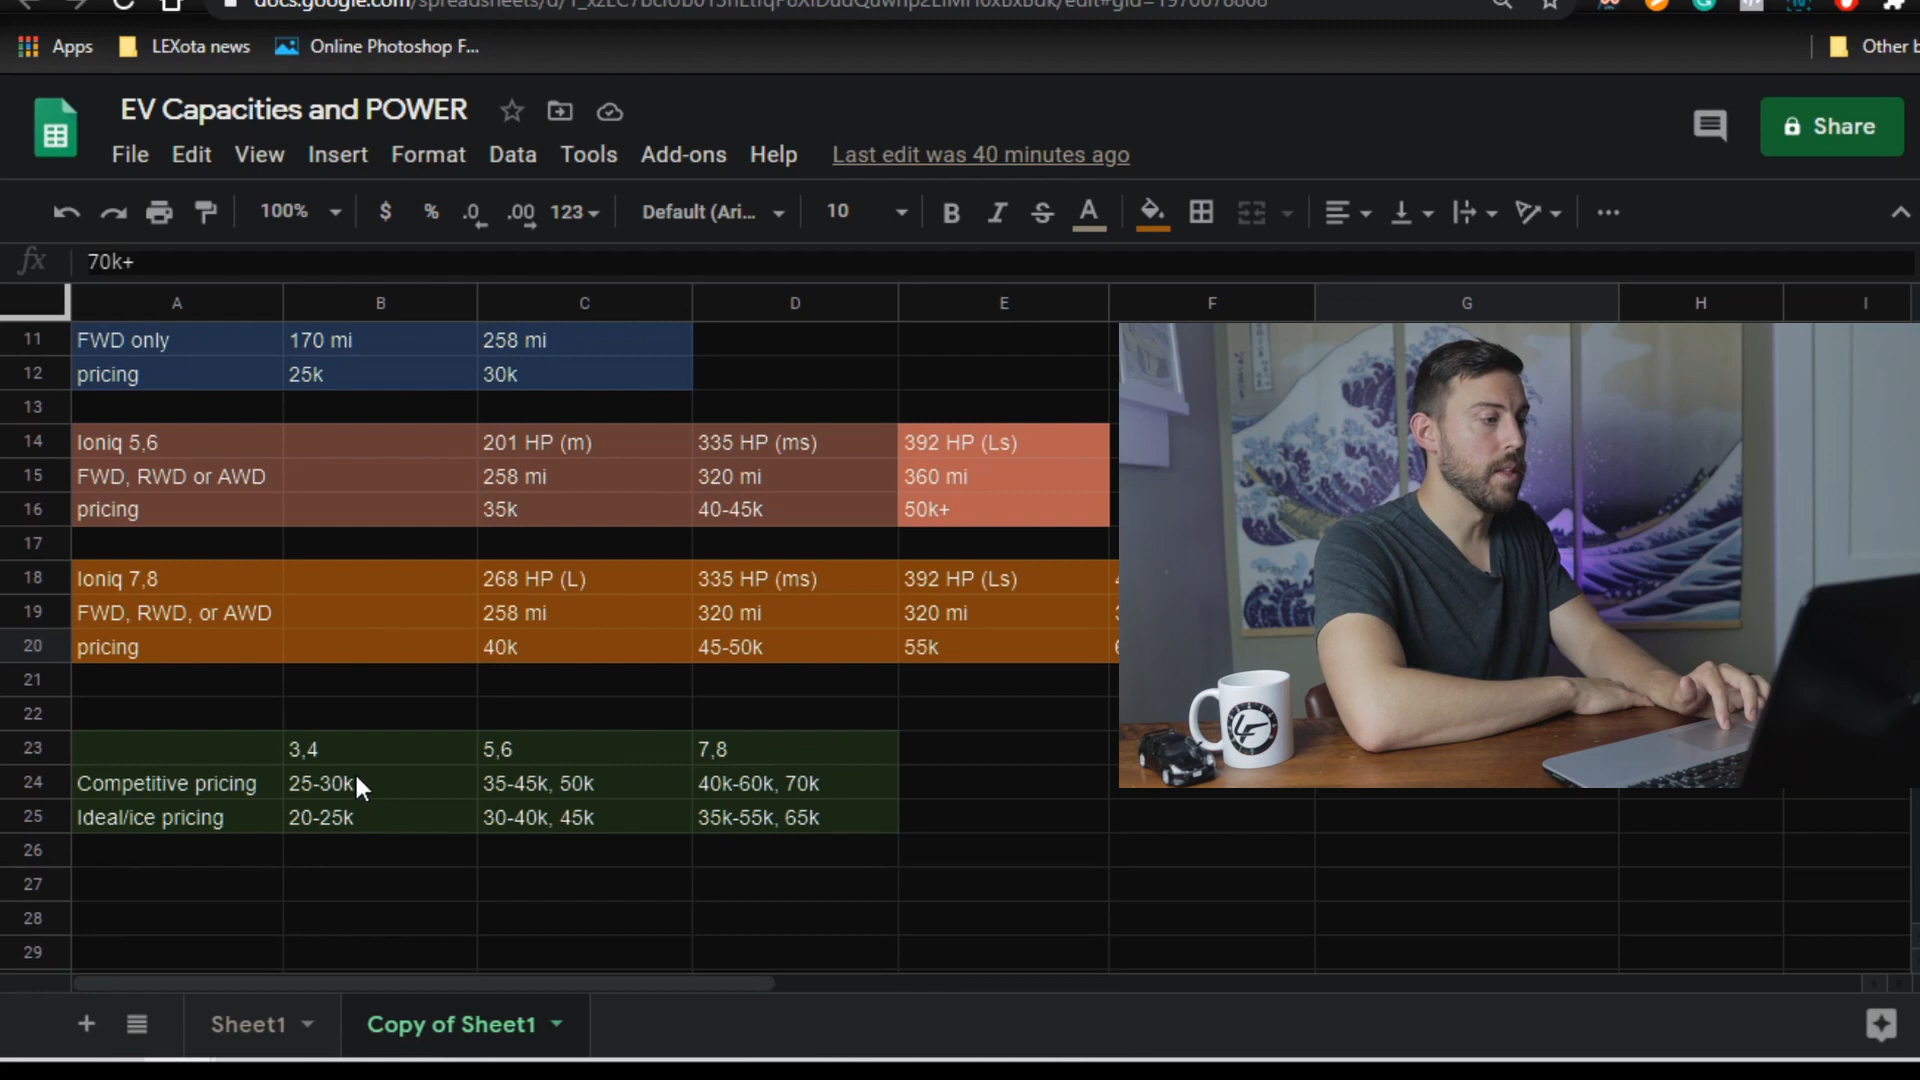 Apps LEXota news Online Photoshop F... Other b
EV Capacities and POWER
Share
File Edit View Insert Format Data Tools Add-ons Help Last edit was 40 minutes ago
100% $ % .0 .00 123 Default (Ari... 10 B I S A
fx 70k+
A B C D E F G H I
11 FWD only 170 mi 258 mi
12 pricing 25k 30k
13
14 Ioniq 5,6 201 HP (m) 335 HP (ms) 392 HP (Ls)
15 FWD, RWD or AWD 258 mi 320 mi 360 mi
16 pricing 35k 40-45k 50k+
17
18 Ioniq 7,8 268 HP (L) 335 HP (ms) 392 HP (Ls)
19 FWD, RWD, or AWD 258 mi 320 mi 320 mi
20 pricing 40k 45-50k 55k
21
22
23 3,4 5,6 7,8
24 Competitive pricing 25-30k 35-45k, 50k 40k-60k, 70k
25 Ideal/ice pricing 20-25k 30-40k, 45k 35k-55k, 65k
26
27
28
29
Sheet1 Copy of Sheet1